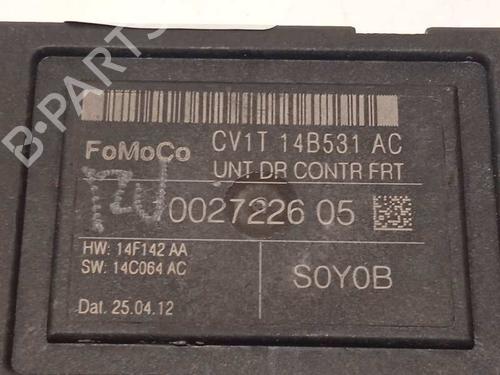 B-PARTS
FoMoCo
CV1T 14B531 AC
UNT DR CONTR FRT
0027226 05
HW: 14F142 AA
SW: 14C064 AC
S0Y0B
Dat. 25.04.12